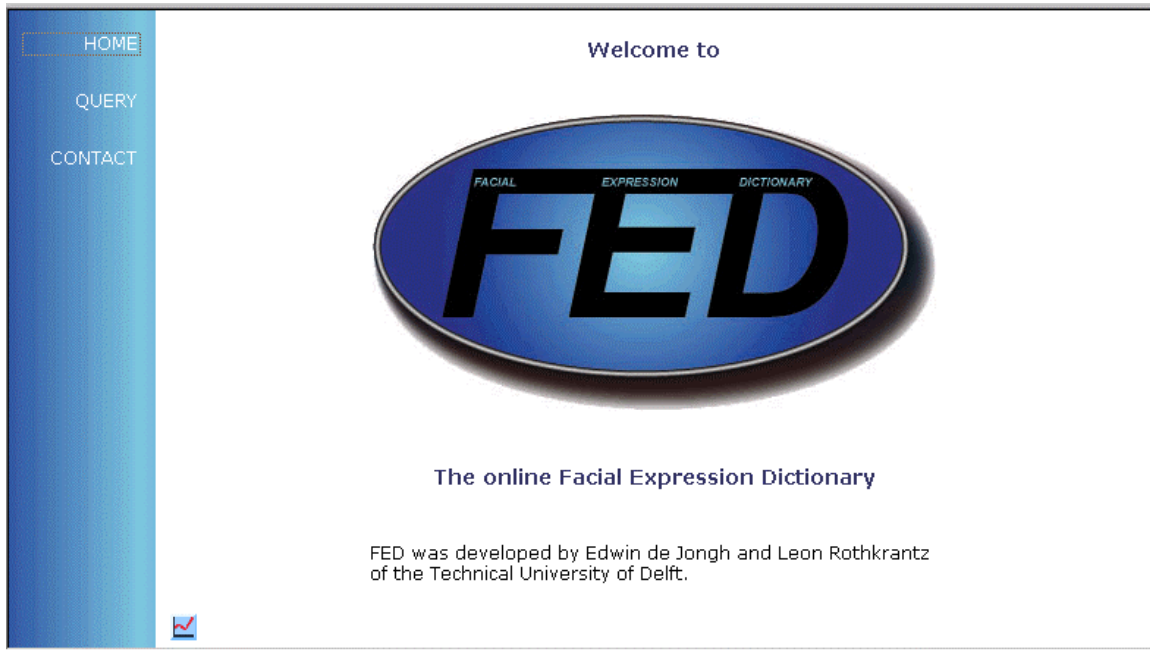 HOME
QUERY
CONTACT
Welcome to
FACIAL EXPRESSION DICTIONARY
FED
The online Facial Expression Dictionary
FED was developed by Edwin de Jongh and Leon Rothkrantz
of the Technical University of Delft.